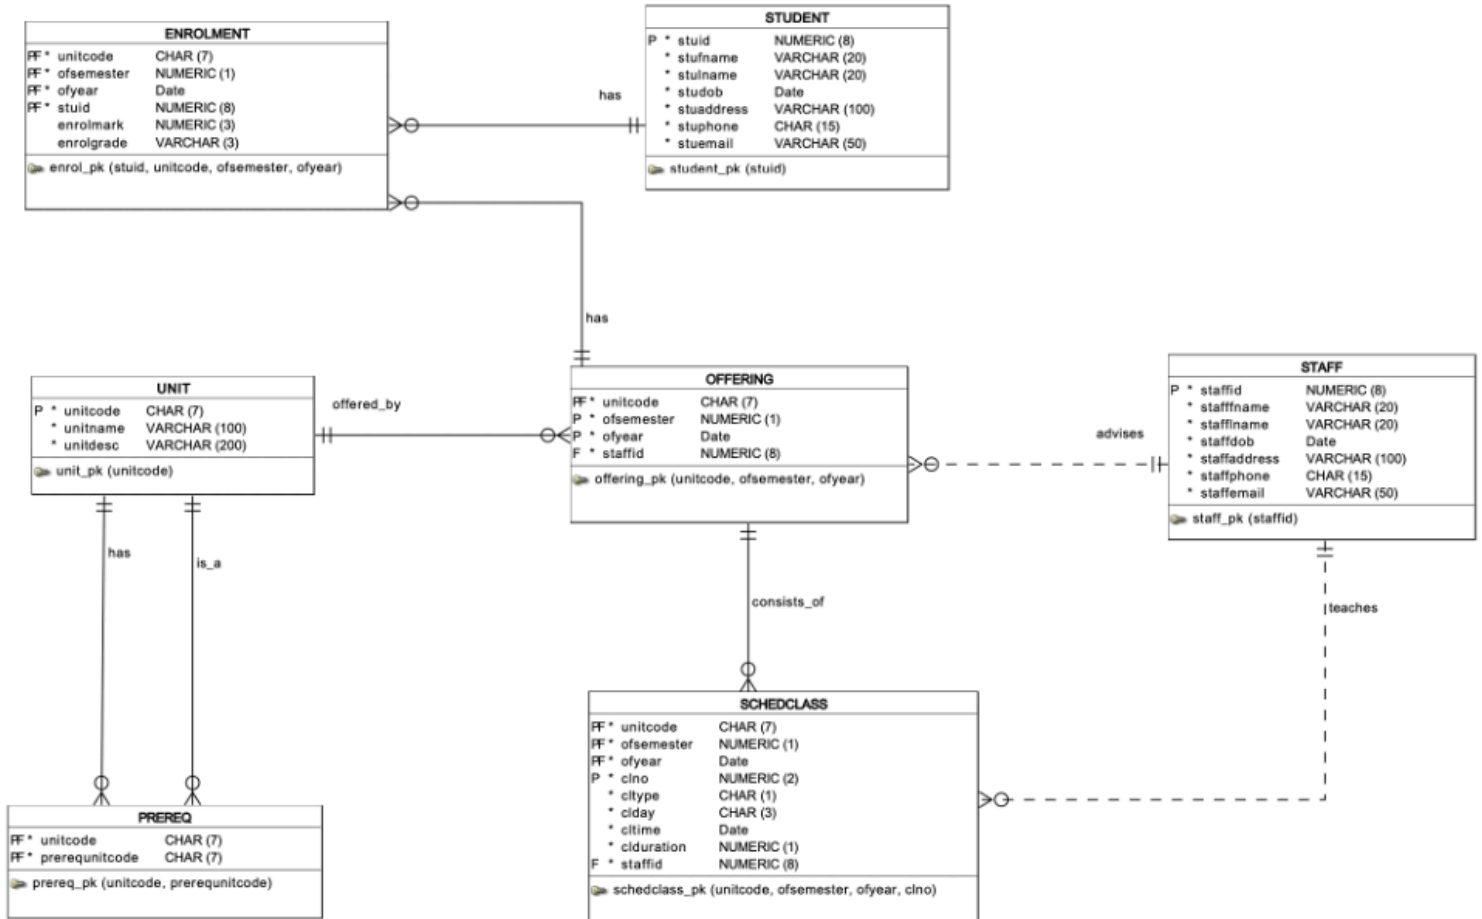 ENROLMENT
PF * unitcode CHAR (7)
PF * ofsemester NUMERIC (1)
PF * ofyear Date
PF * stuid NUMERIC (8)
enrolmark NUMERIC (3)
enrolgrade VARCHAR (3)
enrol_pk (stuid, unitcode, ofsemester, ofyear)
has
STUDENT
P * stuid NUMERIC (8)
* stufname VARCHAR (20)
* stulname VARCHAR (20)
* studob Date
* stuaddress VARCHAR (100)
* stuphone CHAR (15)
* stuemail VARCHAR (50)
student_pk (stuid)
has
UNIT
P * unitcode CHAR (7)
* unitname VARCHAR (100)
* unitdesc VARCHAR (200)
unit_pk (unitcode)
offered_by
OFFERING
PF * unitcode CHAR (7)
P * ofsemester NUMERIC (1)
P * ofyear Date
F * staffid NUMERIC (8)
offering_pk (unitcode, ofsemester, ofyear)
advises
STAFF
P * staffid NUMERIC (8)
* stafffname VARCHAR (20)
* stafflname VARCHAR (20)
* staffdob Date
* staffaddress VARCHAR (100)
* staffphone CHAR (15)
* staffemail VARCHAR (50)
staff_pk (staffid)
has
is_a
consists_of
teaches
PREREQ
PF * unitcode CHAR (7)
PF * prerequnitcode CHAR (7)
prereq_pk (unitcode, prerequnitcode)
SCHEDCLASS
PF * unitcode CHAR (7)
PF * ofsemester NUMERIC (1)
PF * ofyear Date
P * clno NUMERIC (2)
* cltype CHAR (1)
* clday CHAR (3)
* cltime Date
* clduration NUMERIC (1)
F * staffid NUMERIC (8)
schedclass_pk (unitcode, ofsemester, ofyear, clno)